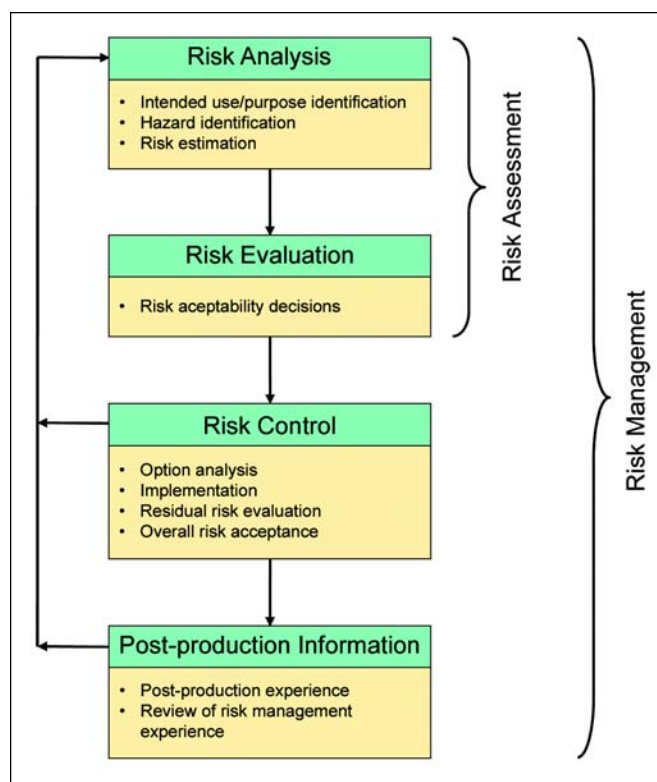 Risk Analysis
• Intended use/purpose identification
• Hazard identification
• Risk estimation
Risk Evaluation
• Risk aceptability decisions
Risk Control
• Option analysis
• Implementation
• Residual risk evaluation
• Overall risk acceptance
Post-production Information
• Post-production experience
• Review of risk management
experience
Risk Assessment
Risk Management